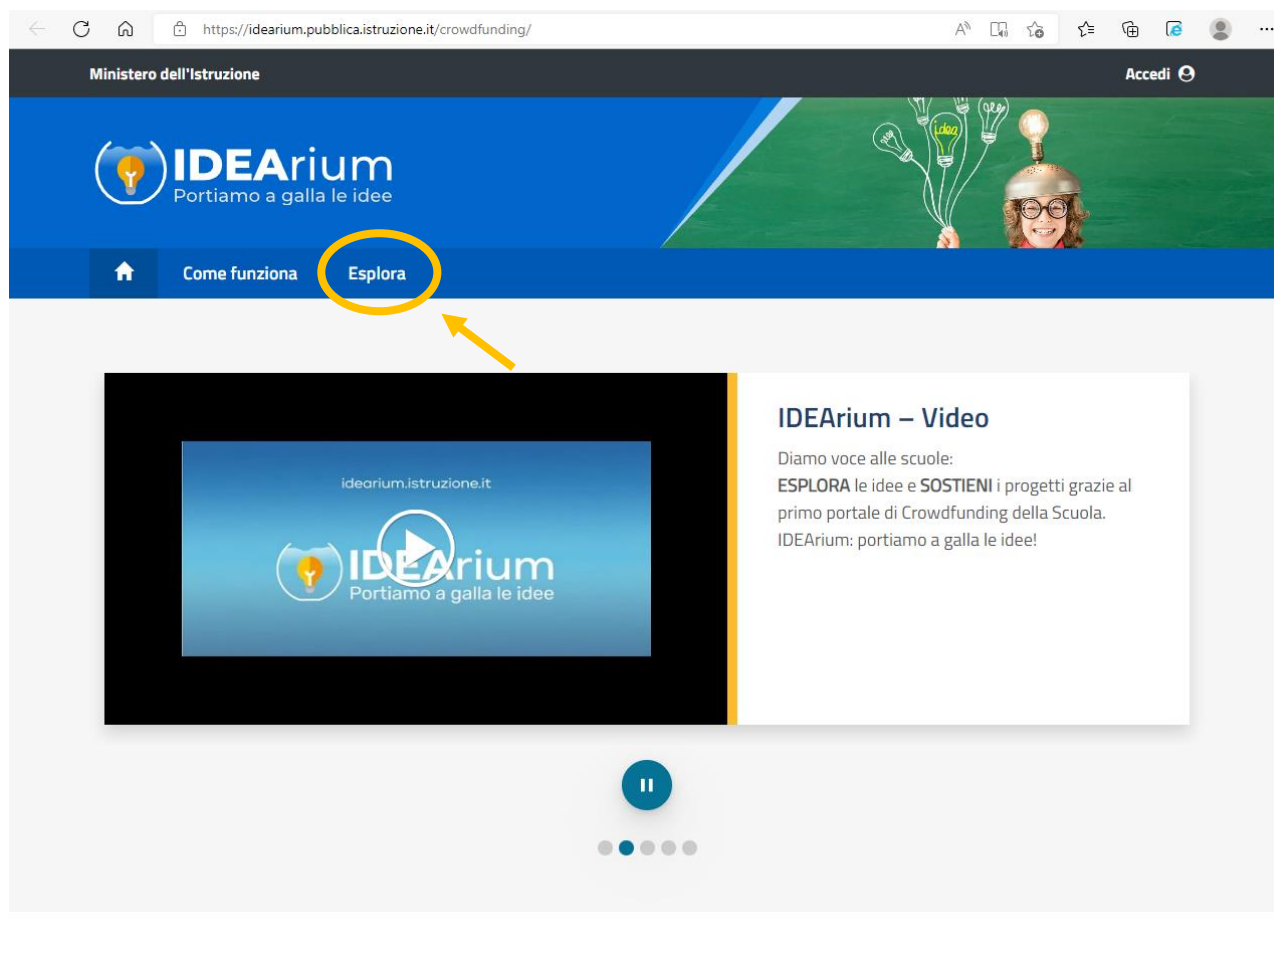 https://idearium.pubblica.istruzione.it/crowdfunding/
Ministero dell'Istruzione
Accedi
IDEArium
Portiamo a galla le idee
idea
idea
Come funziona
Esplora
idearium.istruzione.it
IDEArium
Portiamo a galla le idee
IDEArium – Video
Diamo voce alle scuole:
ESPLORA le idee e SOSTIENI i progetti grazie al
primo portale di Crowdfunding della Scuola.
IDEArium: portiamo a galla le idee!